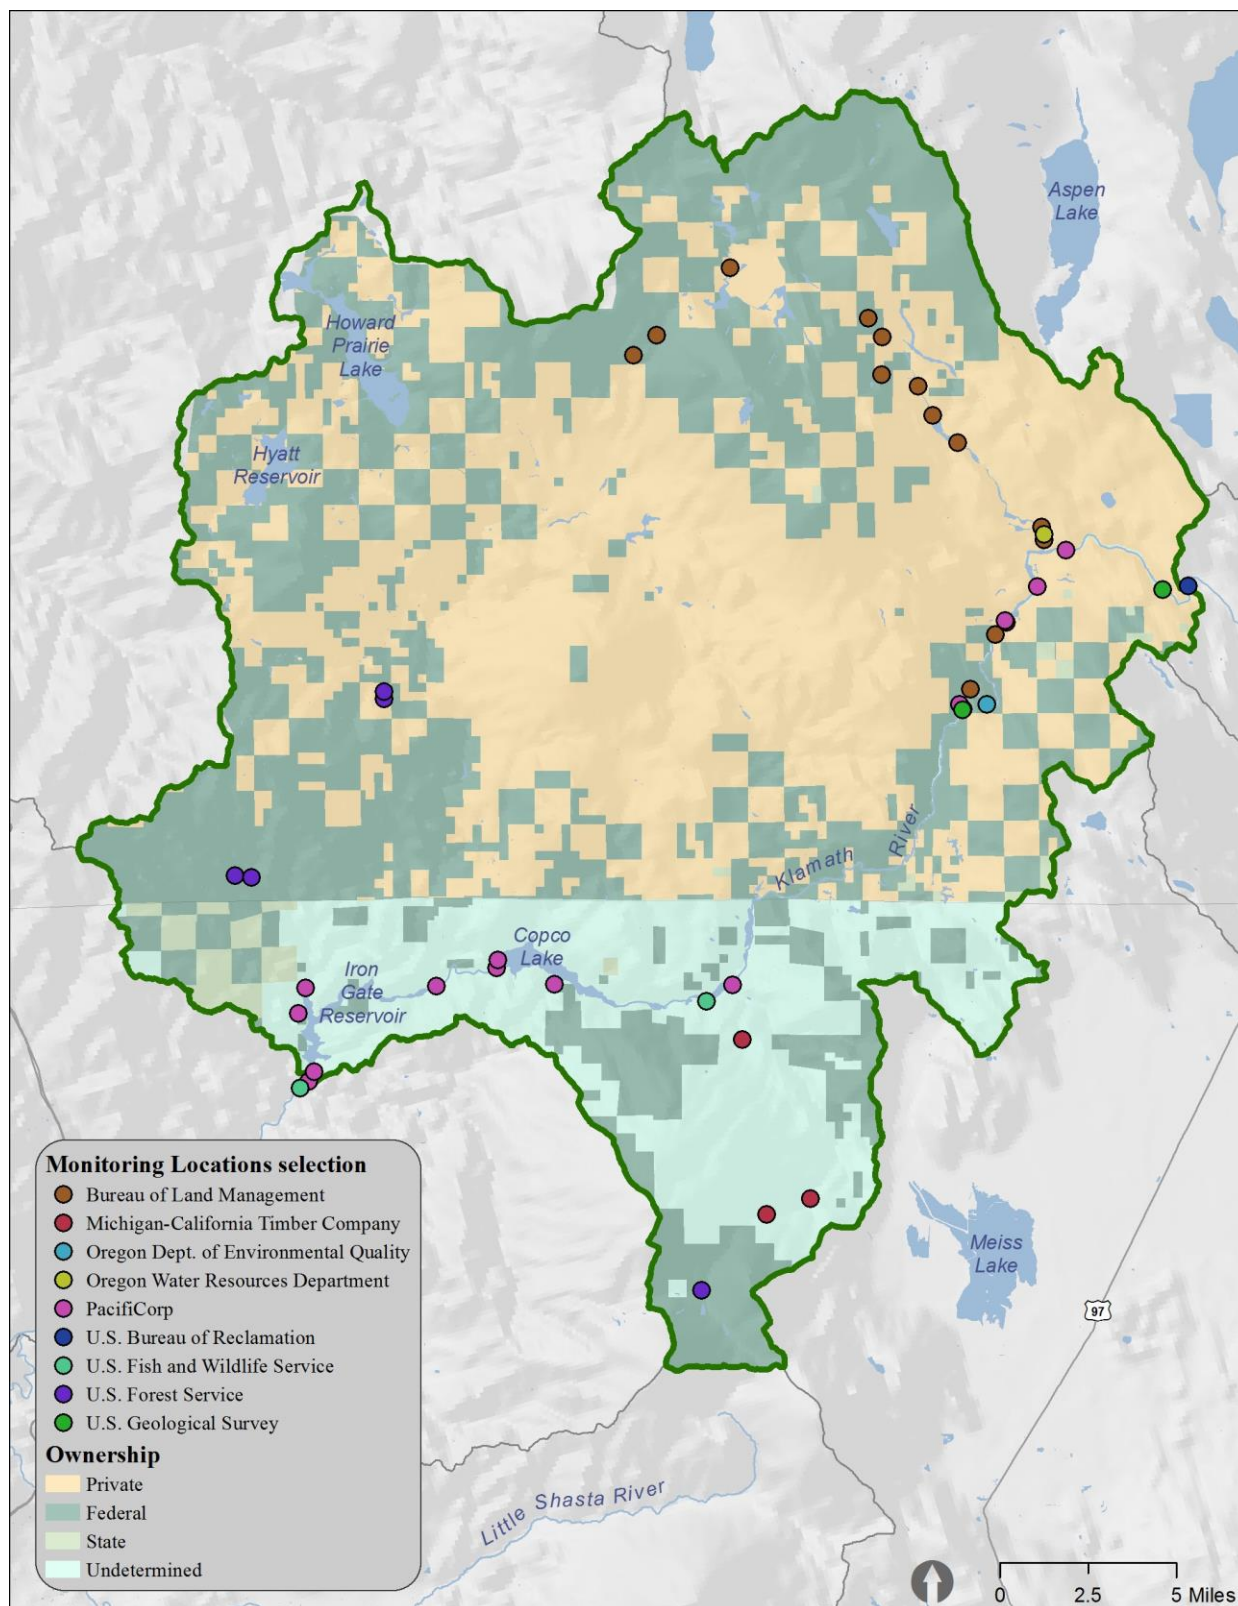 Aspen
Lake
Howard
Prairie
Lake
Hyatt
Reservoir
Klamath
River
Copco
Lake
Iron
Gate
Reservoir
Meiss
Lake
97
Little Shasta River
Monitoring Locations selection
Bureau of Land Management
Michigan-California Timber Company
Oregon Dept. of Environmental Quality
Oregon Water Resources Department
PacifiCorp
U.S. Bureau of Reclamation
U.S. Fish and Wildlife Service
U.S. Forest Service
U.S. Geological Survey
Ownership
Private
Federal
State
Undetermined
0 2.5 5 Miles